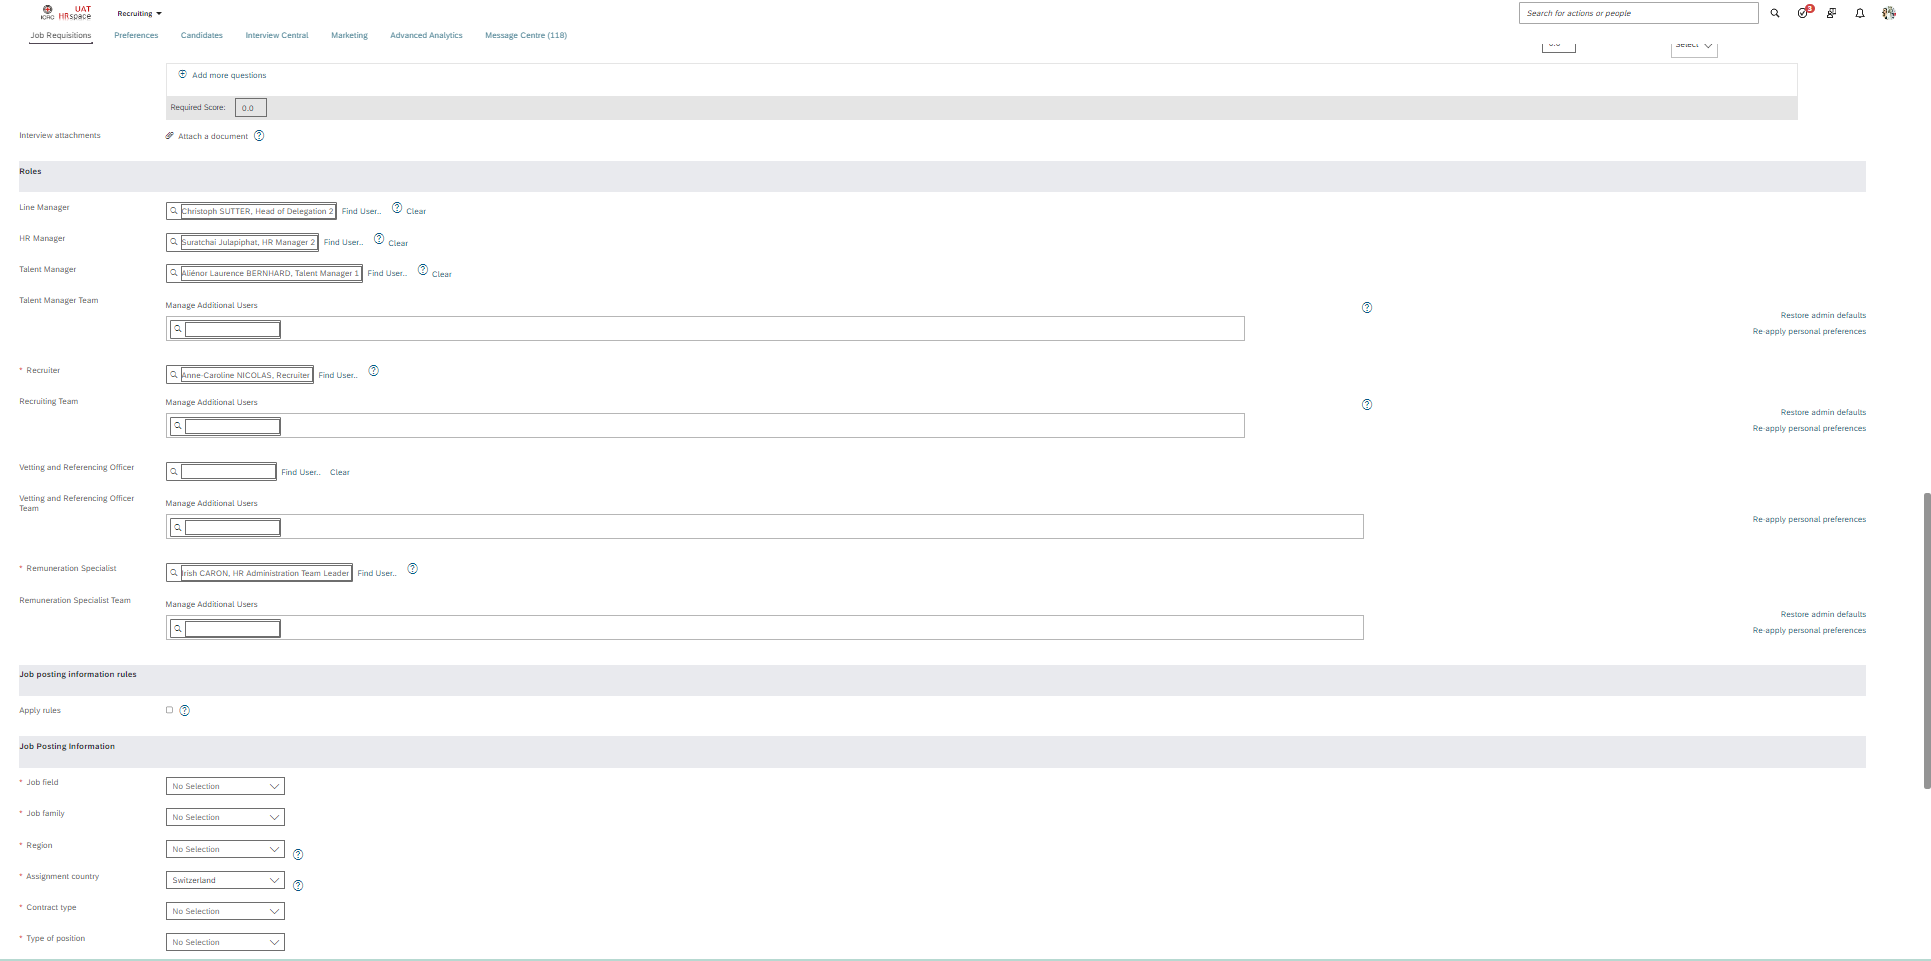 ICRC UAT HRspace Recruiting Search for actions or people 3
Job Requisitions Preferences Candidates Interview Central Marketing Advanced Analytics Message Centre (118)
0.0 Select
Add more questions
Required Score: 0.0
Interview attachments Attach a document ?
Roles
Line Manager Christoph SUTTER, Head of Delegation 2 Find User.. ? Clear
HR Manager Suratchai Julapiphat, HR Manager 2 Find User.. ? Clear
Talent Manager Aliénor Laurence BERNHARD, Talent Manager 1 Find User.. ? Clear
Talent Manager Team Manage Additional Users ?
Restore admin defaults
Re-apply personal preferences
* Recruiter Anne-Caroline NICOLAS, Recruiter Find User.. ?
Recruiting Team Manage Additional Users ?
Restore admin defaults
Re-apply personal preferences
Vetting and Referencing Officer Find User.. Clear
Vetting and Referencing Officer Team Manage Additional Users
Re-apply personal preferences
* Remuneration Specialist Irish CARON, HR Administration Team Leader Find User.. ?
Remuneration Specialist Team Manage Additional Users
Restore admin defaults
Re-apply personal preferences
Job posting information rules
Apply rules ?
Job Posting Information
* Job field No Selection
* Job family No Selection
* Region No Selection ?
* Assignment country Switzerland ?
* Contract type No Selection
* Type of position No Selection